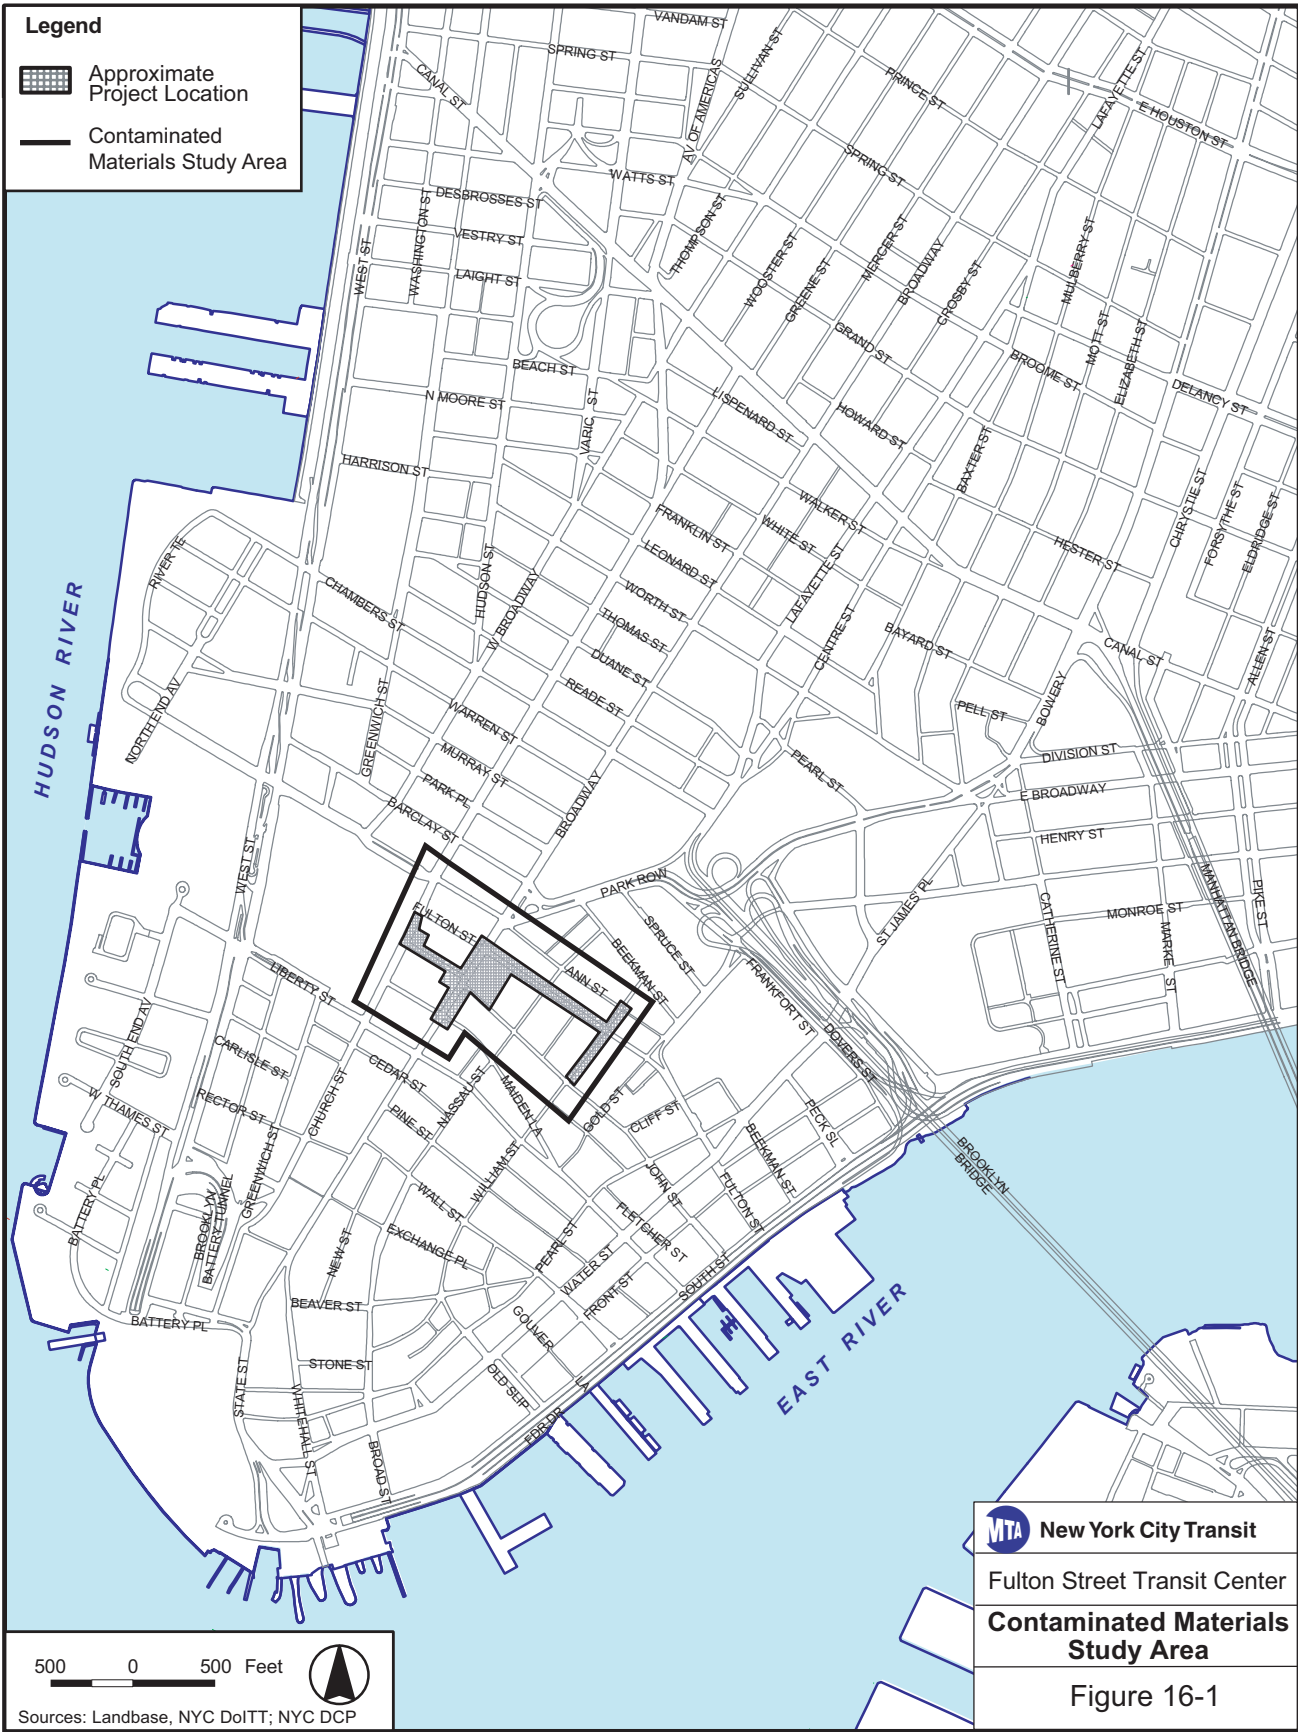 Legend
Approximate
Project Location
Contaminated
Materials Study Area
VANDAM ST
SPRING ST
CANAL ST
AV OF AMERICAS
SULLIVAN ST
PRINCE ST
LAFAYETTE ST
E HOUSTON ST
SPRING ST
WATTS ST
DESBROSSES ST
WASHINGTON ST
WEST ST
VESTRY ST
LAIGHT ST
THOMPSON ST
WOOSTER ST
GREENE ST
MERCER ST
BROADWAY
CROSBY ST
MULBERRY ST
MOTT ST
ELIZABETH ST
GRAND ST
BROOME ST
DELANCY ST
BEACH ST
N MOORE ST
VARIC ST
LISPENARD ST
HOWARD ST
BAXTER ST
HARRISON ST
WALKER ST
WHITE ST
FRANKLIN ST
LEONARD ST
WORTH ST
THOMAS ST
DUANE ST
READE ST
LAFAYETTE ST
CENTRE ST
HESTER ST
CHRYSTIE ST
FORSYTHE ST
ELDRIDGE ST
ALLEN ST
CANAL ST
BAYARD ST
BOWERY
PELL ST
DIVISION ST
E BROADWAY
HENRY ST
PEARL ST
RIVER TE
CHAMBERS ST
HUDSON ST
W BROADWAY
HUDSON RIVER
NORTH END AV
GREENWICH ST
WARREN ST
MURRAY ST
PARK PL
BARCLAY ST
BROADWAY
WEST ST
PARK ROW
ST JAMES' PL
CATHERINE ST
MONROE ST
MARKE ST
MANHATTAN BRIDGE
PIKE ST
FULTON ST
SPRUCE ST
BEEKMAN ST
ANN ST
FRANKFORT ST
DOVERS ST
LIBERTY ST
SOUTH END AV
CARLISLE ST
RECTOR ST
W THAMES ST
CEDAR ST
CHURCH ST
PINE ST
NASSAU ST
MAIDEN LA
GOLD ST
CLIFF ST
PECK SL
BEEKMAN ST
BROOKLYN
BRIDGE
BATTERY PL
BROOKLYN
BATTERY TUNNEL
GREENWICH ST
WALL ST
WILLIAM ST
JOHN ST
FULTON ST
FLETCHER ST
NEW ST
EXCHANGE PL
PEARL ST
WATER ST
FRONT ST
SOUTH ST
BEAVER ST
GOUVER
LA
BATTERY PL
STONE ST
OLD SLIP
STATE ST
WHITEHALL ST
BROAD ST
FDR DR
EAST RIVER
MTA New York City Transit
Fulton Street Transit Center
Contaminated Materials
Study Area
Figure 16-1
500 0 500 Feet
Sources: Landbase, NYC DoITT; NYC DCP